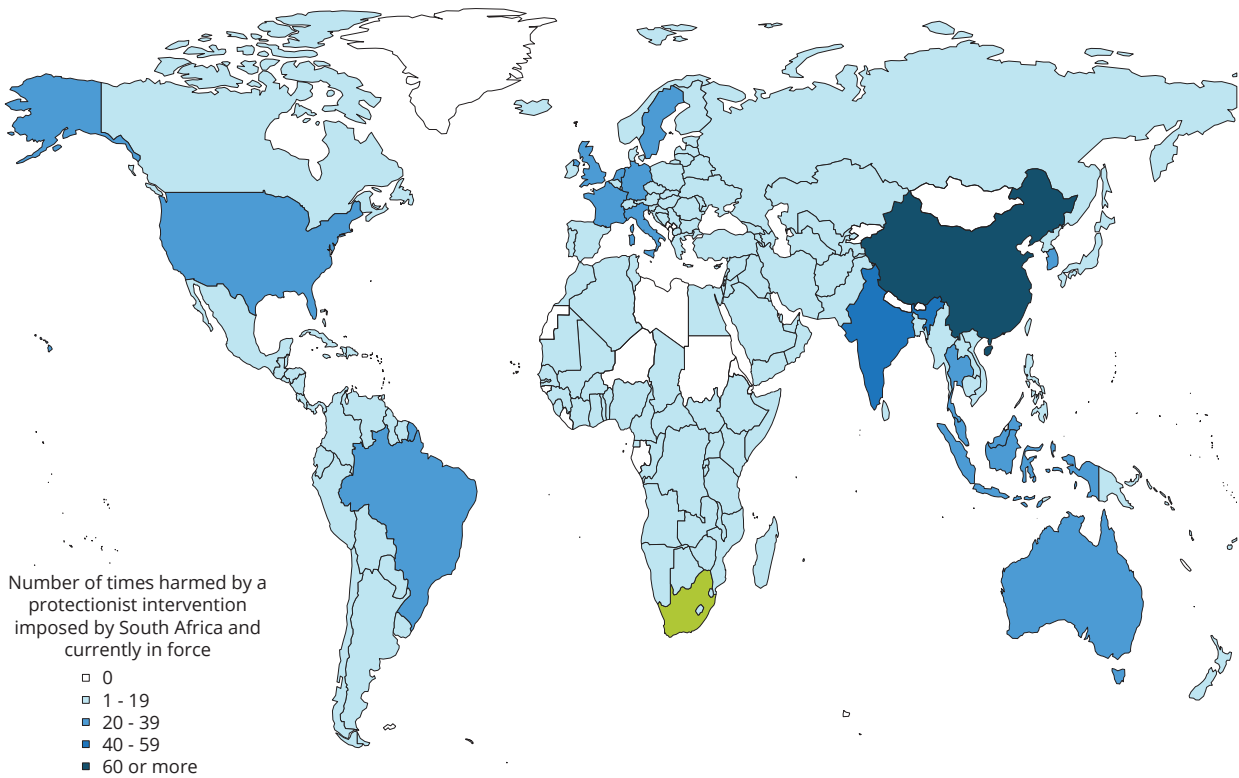 Number of times harmed by a
protectionist intervention
imposed by South Africa and
currently in force
0
1 - 19
20 - 39
40 - 59
60 or more